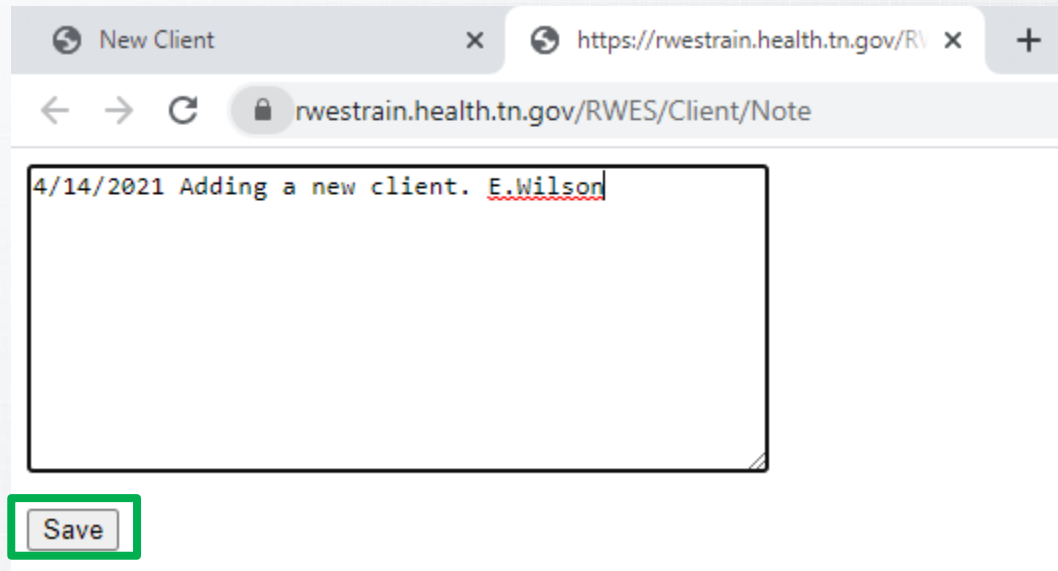 New Client
https://rwestrain.health.tn.gov/R
rwestrain.health.tn.gov/RWES/Client/Note
4/14/2021 Adding a new client. E.Wilson
Save